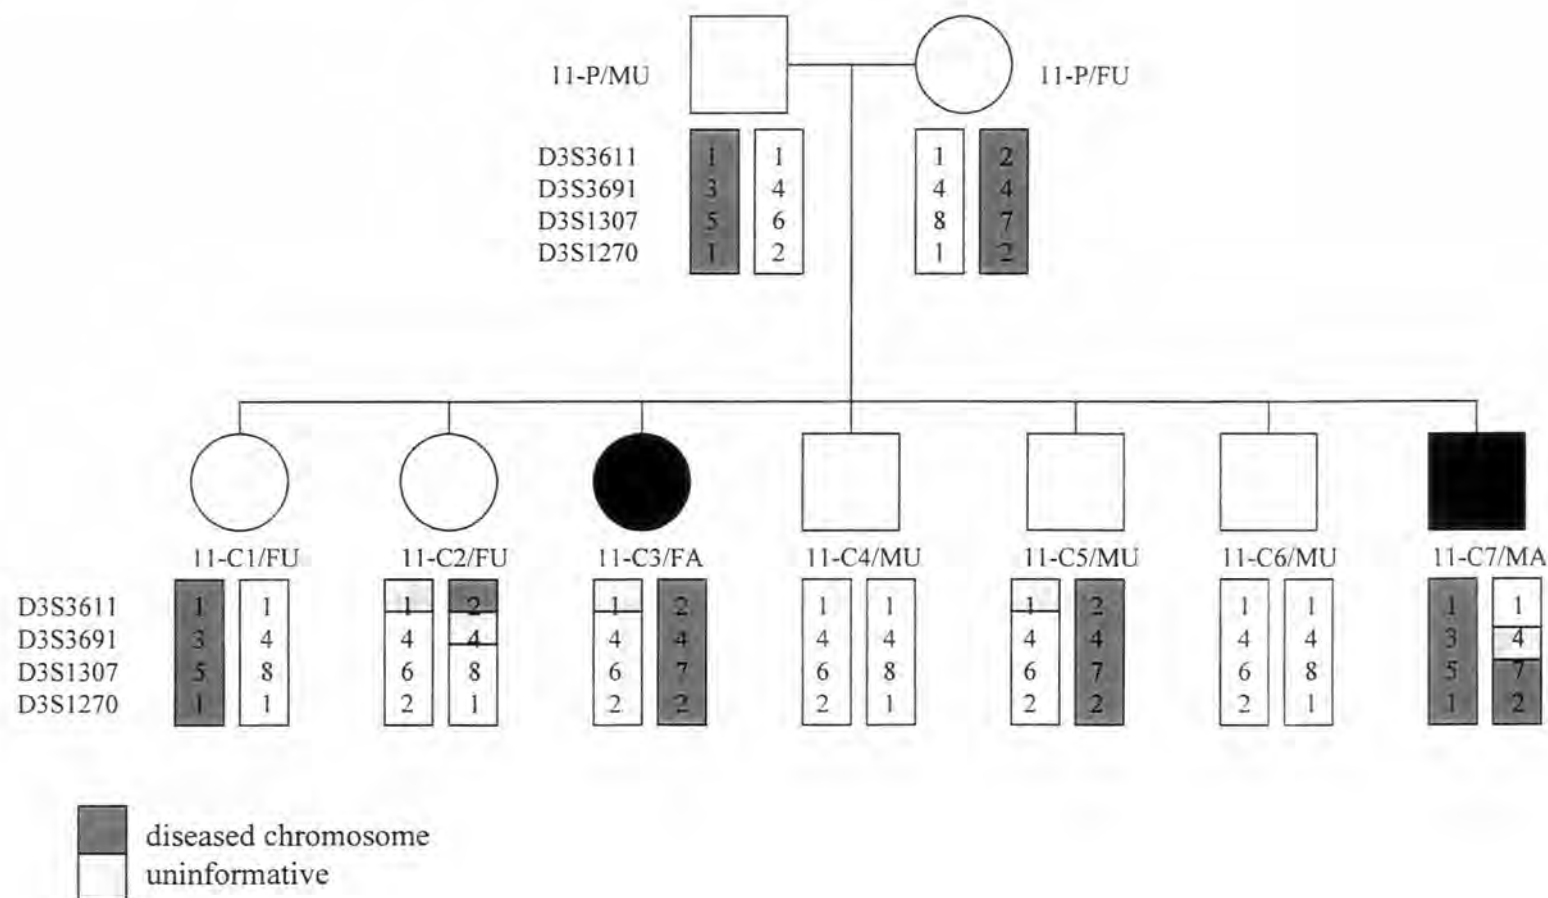 11-P/MU 11-P/FU
D3S3611 1 1 1 2
D3S3691 3 4 4 4
D3S1307 5 6 8 7
D3S1270 1 2 1 2
11-C1/FU 11-C2/FU 11-C3/FA 11-C4/MU 11-C5/MU 11-C6/MU 11-C7/MA
D3S3611 1 1 1 2 1 2 1 1 1 2 1 1 1 1
D3S3691 3 4 4 4 4 4 4 4 4 4 4 4 3 4
D3S1307 5 8 6 8 6 7 6 8 6 7 6 8 5 7
D3S1270 1 1 2 1 2 2 2 1 2 2 2 1 1 2
diseased chromosome
uninformative